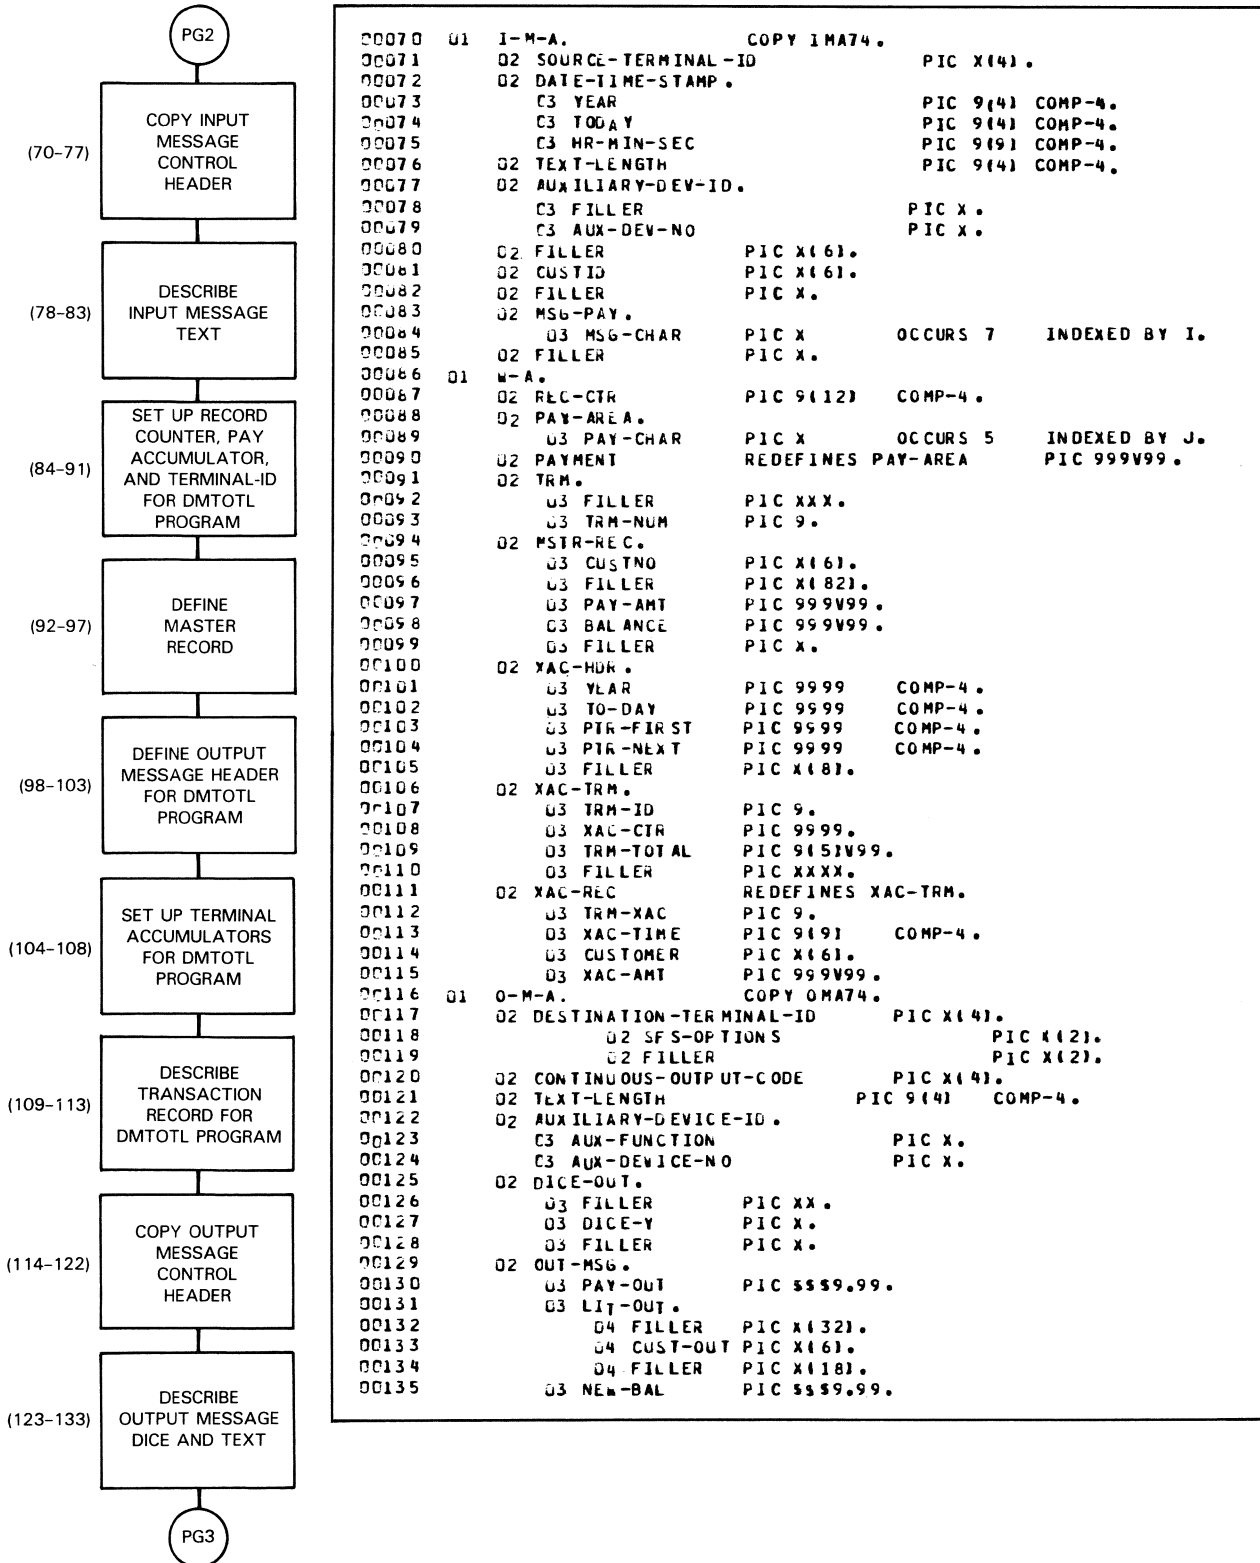 PG2
(70–77)
COPY INPUT
MESSAGE
CONTROL
HEADER
(78–83)
DESCRIBE
INPUT MESSAGE
TEXT
(84–91)
SET UP RECORD
COUNTER, PAY
ACCUMULATOR,
AND TERMINAL-ID
FOR DMTOTL
PROGRAM
(92–97)
DEFINE
MASTER
RECORD
(98–103)
DEFINE OUTPUT
MESSAGE HEADER
FOR DMTOTL
PROGRAM
(104–108)
SET UP TERMINAL
ACCUMULATORS
FOR DMTOTL
PROGRAM
(109–113)
DESCRIBE
TRANSACTION
RECORD FOR
DMTOTL PROGRAM
(114–122)
COPY OUTPUT
MESSAGE
CONTROL
HEADER
(123–133)
DESCRIBE
OUTPUT MESSAGE
DICE AND TEXT
PG3
00070 01 I-M-A. COPY IMA74.
00071 02 SOURCE-TERMINAL-ID PIC X(4).
00072 02 DATE-TIME-STAMP.
00073 03 YEAR PIC 9(4) COMP-4.
00074 03 TODAY PIC 9(4) COMP-4.
00075 03 HR-MIN-SEC PIC 9(9) COMP-4.
00076 02 TEXT-LENGTH PIC 9(4) COMP-4.
00077 02 AUXILIARY-DEV-ID.
00078 03 FILLER PIC X.
00079 03 AUX-DEV-NO PIC X.
00080 02 FILLER PIC X(6).
00081 02 CUSTID PIC X(6).
00082 02 FILLER PIC X.
00083 02 MSG-PAY.
00084 03 MSG-CHAR PIC X OCCURS 7 INDEXED BY I.
00085 02 FILLER PIC X.
00086 01 W-A.
00087 02 REC-CTR PIC 9(12) COMP-4.
00088 02 PAY-AREA.
00089 03 PAY-CHAR PIC X OCCURS 5 INDEXED BY J.
00090 02 PAYMENT REDEFINES PAY-AREA PIC 999V99.
00091 02 TRM.
00092 03 FILLER PIC XXX.
00093 03 TRM-NUM PIC 9.
00094 02 MSTR-REC.
00095 03 CUSTNO PIC X(6).
00096 03 FILLER PIC X(82).
00097 03 PAY-AMT PIC 999V99.
00098 03 BALANCE PIC 999V99.
00099 03 FILLER PIC X.
00100 02 XAC-HDR.
00101 03 YEAR PIC 9999 COMP-4.
00102 03 TO-DAY PIC 9999 COMP-4.
00103 03 PTR-FIRST PIC 9999 COMP-4.
00104 03 PTR-NEXT PIC 9999 COMP-4.
00105 03 FILLER PIC X(8).
00106 02 XAC-TRM.
00107 03 TRM-ID PIC 9.
00108 03 XAC-CTR PIC 9999.
00109 03 TRM-TOTAL PIC 9(5)V99.
00110 03 FILLER PIC XXXX.
00111 02 XAC-REC REDEFINES XAC-TRM.
00112 03 TRM-XAC PIC 9.
00113 03 XAC-TIME PIC 9(9) COMP-4.
00114 03 CUSTOMER PIC X(6).
00115 03 XAC-AMT PIC 999V99.
00116 01 O-M-A. COPY OMA74.
00117 02 DESTINATION-TERMINAL-ID PIC X(4).
00118 02 SFS-OPTIONS PIC X(2).
00119 02 FILLER PIC X(2).
00120 02 CONTINUOUS-OUTPUT-CODE PIC X(4).
00121 02 TEXT-LENGTH PIC 9(4) COMP-4.
00122 02 AUXILIARY-DEVICE-ID.
00123 03 AUX-FUNCTION PIC X.
00124 03 AUX-DEVICE-NO PIC X.
00125 02 DICE-OUT.
00126 03 FILLER PIC XX.
00127 03 DICE-Y PIC X.
00128 03 FILLER PIC X.
00129 02 OUT-MSG.
00130 03 PAY-OUT PIC $$$9.99.
00131 03 LIT-OUT.
00132 04 FILLER PIC X(32).
00133 04 CUST-OUT PIC X(6).
00134 04 FILLER PIC X(18).
00135 03 NEW-BAL PIC $$$9.99.